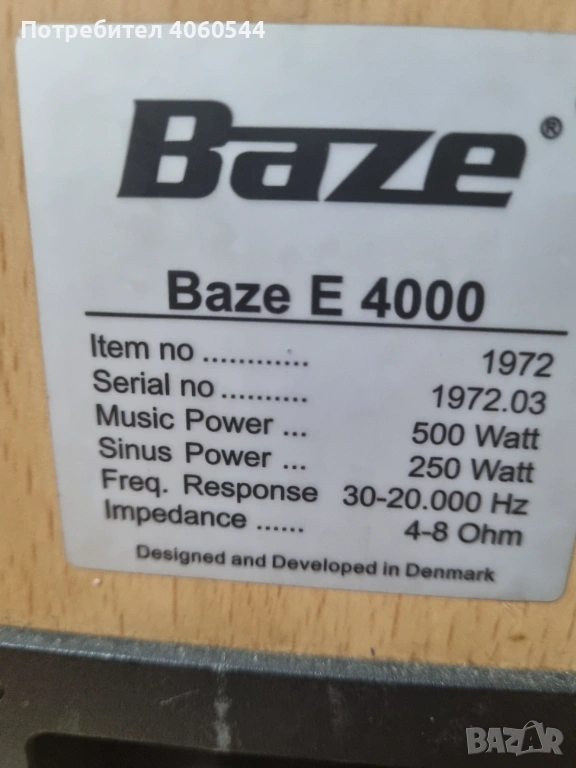 Потребител 4060544
Baze®
Baze E 4000
Item no ............ 1972
Serial no .......... 1972.03
Music Power ... 500 Watt
Sinus Power ... 250 Watt
Freq. Response 30-20.000 Hz
Impedance ...... 4-8 Ohm
Designed and Developed in Denmark
BAZAR